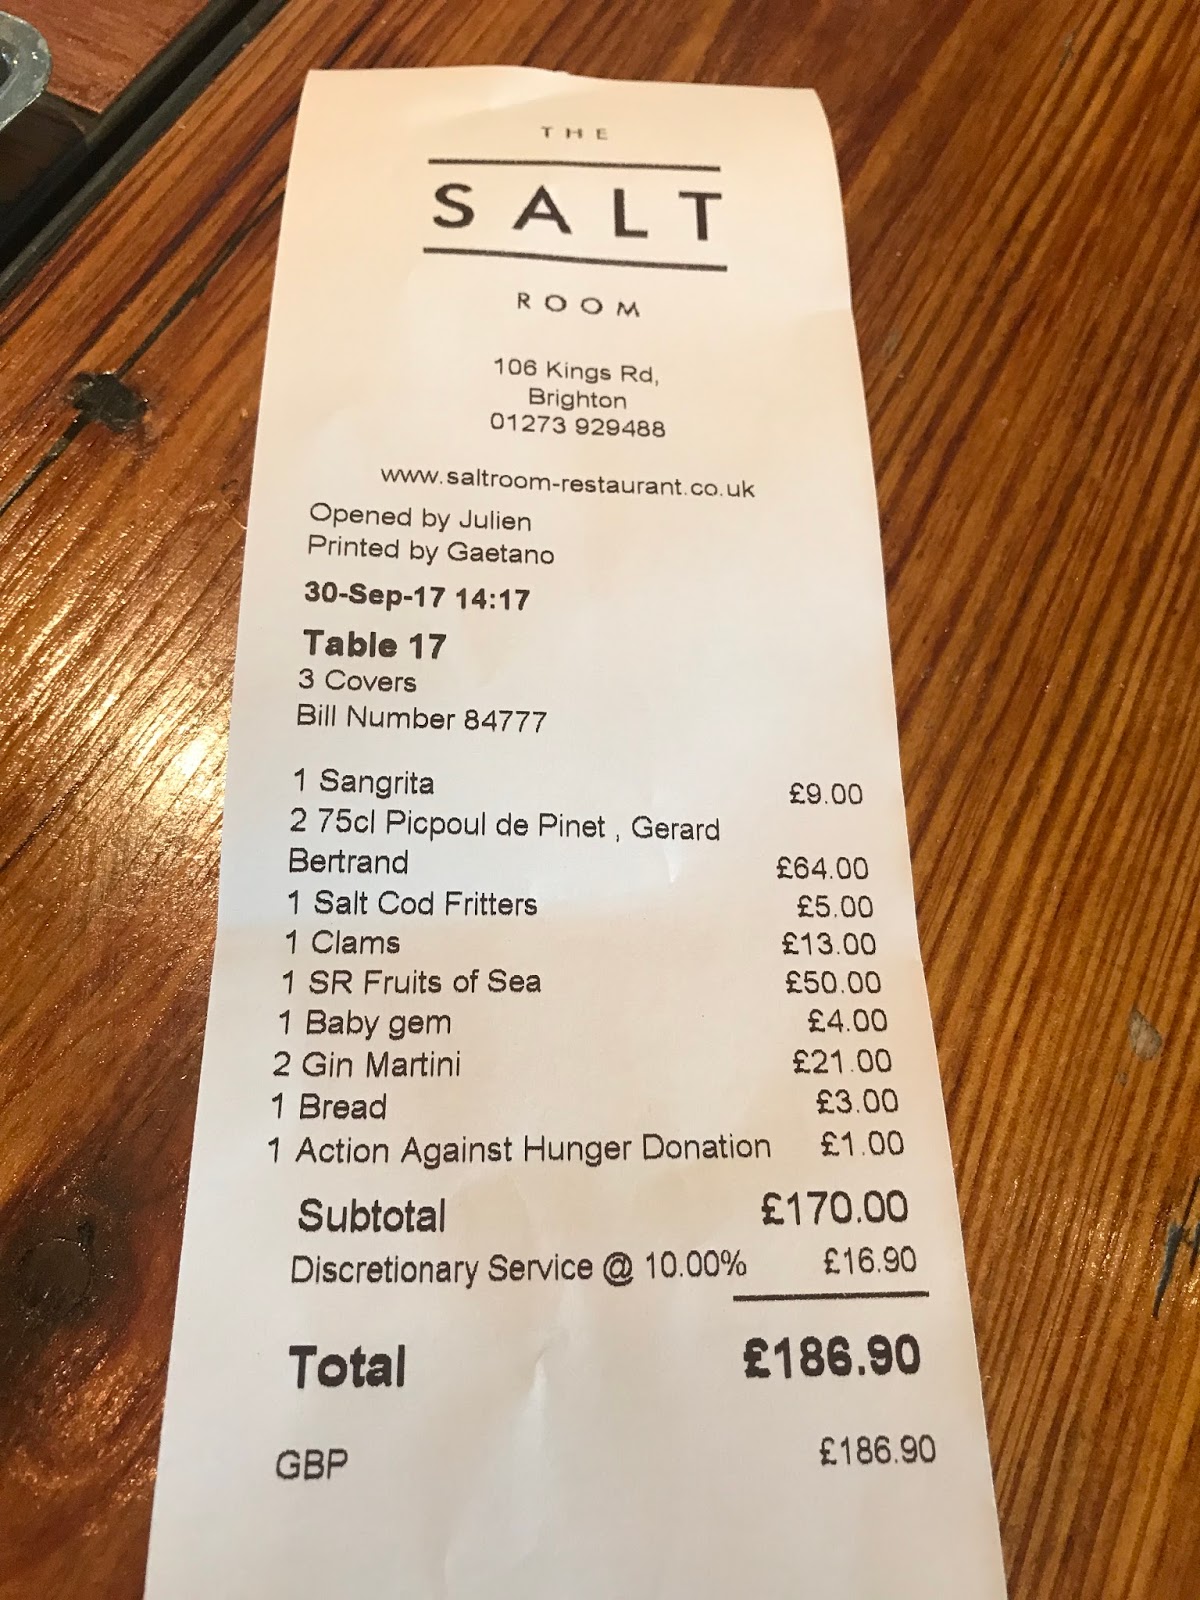 THE
SALT
ROOM
106 Kings Rd,
Brighton
01273 929488
www.saltroom-restaurant.co.uk
Opened by Julien
Printed by Gaetano
30-Sep-17 14:17
Table 17
3 Covers
Bill Number 84777
1 Sangrita £9.00
2 75cl Picpoul de Pinet , Gerard
Bertrand £64.00
1 Salt Cod Fritters £5.00
1 Clams £13.00
1 SR Fruits of Sea £50.00
1 Baby gem £4.00
2 Gin Martini £21.00
1 Bread £3.00
1 Action Against Hunger Donation £1.00
Subtotal £170.00
Discretionary Service @ 10.00% £16.90
Total £186.90
GBP £186.90